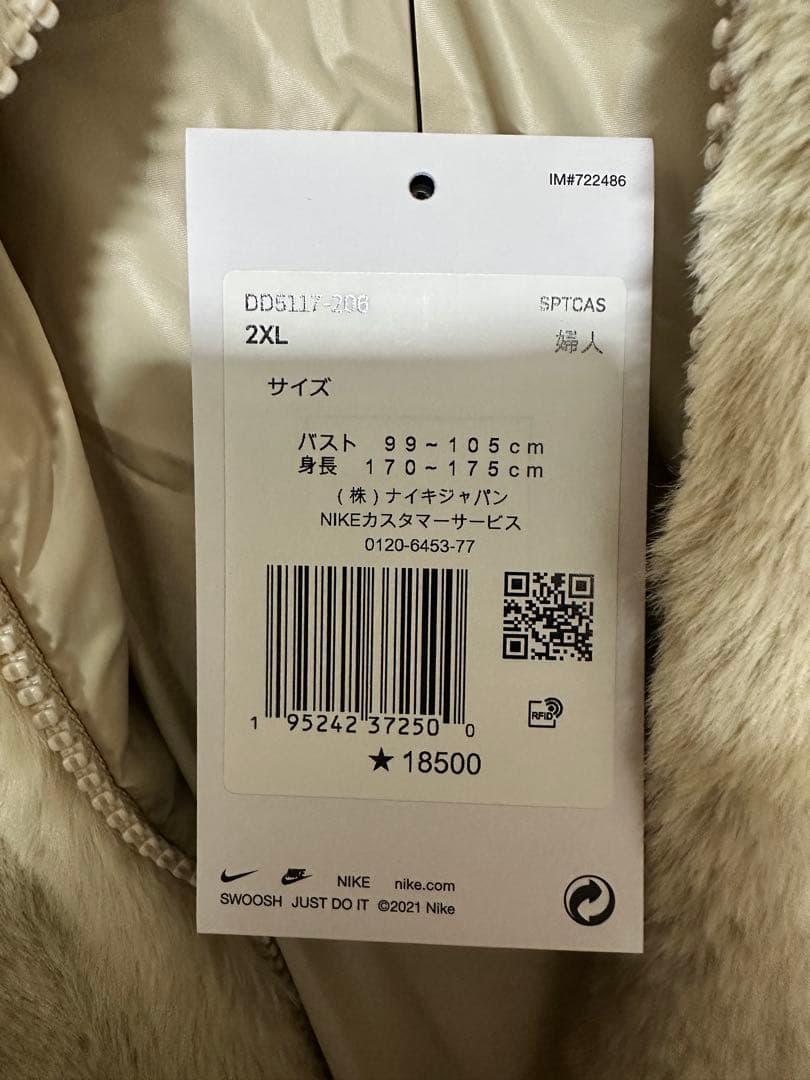 IM#722486
DD5117-206
SPTCAS
2XL
婦人
サイズ
バスト 99~105cm
身長 170~175cm
(株)ナイキジャパン
NIKEカスタマーサービス
0120-6453-77
RFID
1 95242 37250 0
★18500
NIKE
NIKE nike.com
SWOOSH JUST DO IT ©2021 Nike